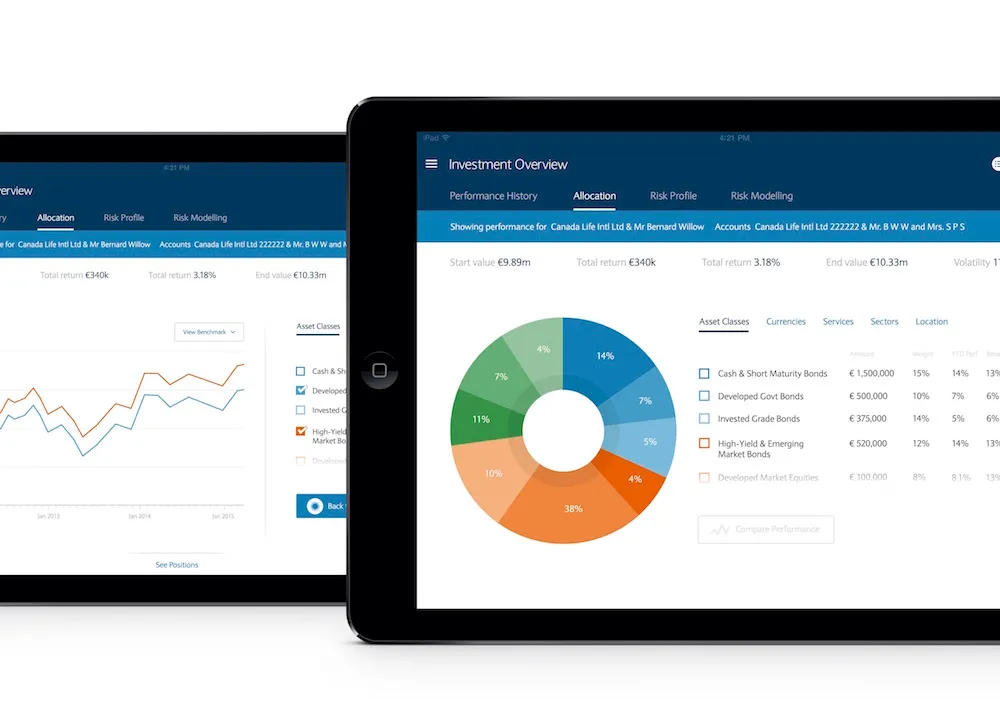 4:21 PM
erview
ry
Allocation
Risk Profile
Risk Modelling
e for Canada Life Intl Ltd & Mr Bernard Willow Accounts Canada Life Intl Ltd 222222 & Mr. B W W and M
Total return €340k
Total return 3.18%
End value €10.33m
View Benchmark
Asset Classes
Cash & Sh
Developed
Invested G
High-Yield
Market Bo
Developed
Jan 2013
Jan 2014
Jun 2015
Back
See Positions
iPad
4:21 PM
Investment Overview
Performance History
Allocation
Risk Profile
Risk Modelling
Showing performance for Canada Life Intl Ltd & Mr Bernard Willow Accounts Canada Life Intl Ltd 222222 & Mr. B W W and Mrs. S P S
Start value €9.89m
Total return €340k
Total return 3.18%
End value €10.33m
Volatility 1
14%
7%
5%
4%
38%
10%
11%
7%
4%
Asset Classes
Currencies
Services
Sectors
Location
Amount Weight YTD Perf
Cash & Short Maturity Bonds € 1,500,000 15% 14% 13%
Developed Govt Bonds € 500,000 10% 7% 6%
Invested Grade Bonds € 375,000 14% 5% 6%
High-Yield & Emerging € 520,000 12% 14% 13%
Market Bonds
Developed Market Equities € 100,000 8% 8.1% 13%
Compare Performance